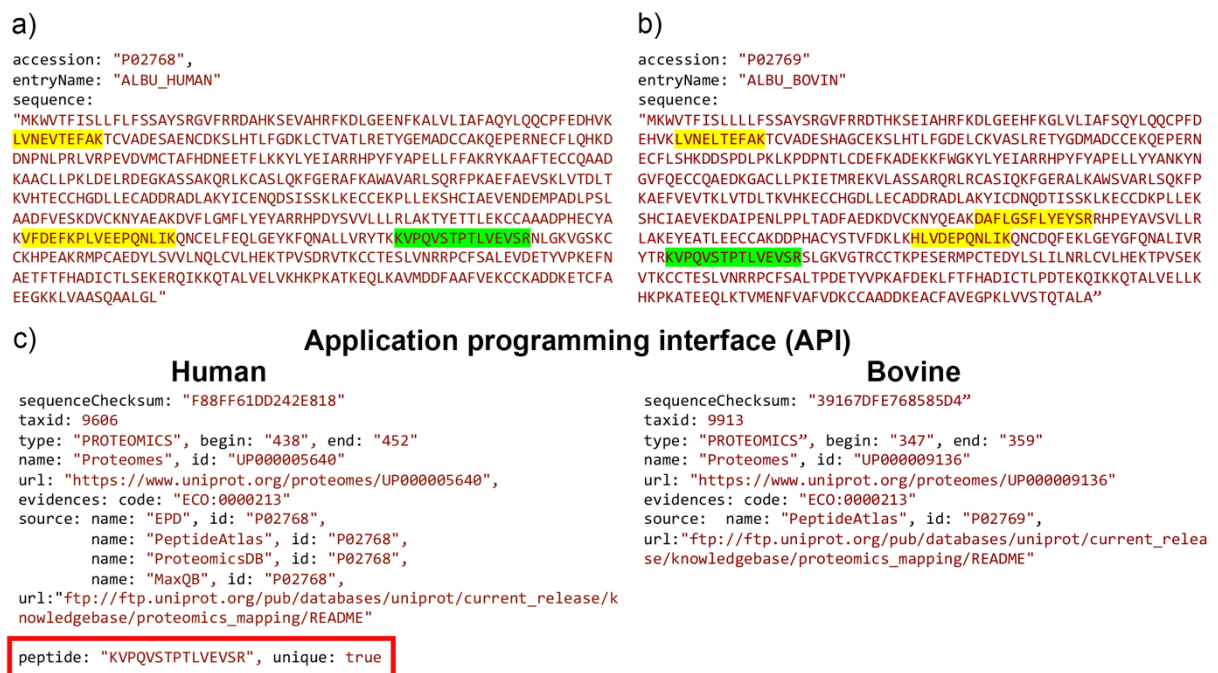 a)
accession: "P02768",
entryName: "ALBU_HUMAN"
sequence:
"MKWVTFISLLFLFSSAYSRGVFRRDAHKSEVAHRFKDLGEENFKALVLIAFAQYLQQCPFEDHVK
LVNEVTEFAKTCVADESAENCDKSLHTLFGDKLCTVATLRETYGEMADCCAKQEPERNECFLQHKD
DNPNLPRLVRPEVDVMCTAFHDNEETFLKKYLYEIARRHPYFYAPELLFFAKRYKAAFTECCQAAD
KAACLLPKLDELRDEGKASSAKQRLKCASLQKFGERAFKAWAVARLSQRFPKAEFAEVSKLVTDLT
KVHTECCHGDLLECADDRADLAKYICENQDSISSKLKECCEKPLLEKSHCIAEVENDEMPADLPSL
AADFVESKDVCKNYAEAKDVFLGMFLYEYARRHPDYSVVLLLRLAKTYETTLEKCCAAADPHECYA
KVFDEFKPLVEEPQNLIKQNCELFEQLGEYKFQNALLVRYTKKVPQVSTPTLVEVSRNLGKVGSKC
CKHPEAKRMPCAEDYLSVVLNQLCVLHEKTPVSDRVTKCCTESLVNRRPCFSALEVDETYVPKEFN
AETFTFHADICTLSEKERQIKKQTALVELVKHKPKATKEQLKAVMDDFAAFVEKCCKADDKETCFA
EEGKKLVAASQAALGL"
b)
accession: "P02769"
entryName: "ALBU_BOVIN"
sequence:
"MKWVTFISLLLLFSSAYSRGVFRRDTHKSEIAHRFKDLGEEHFKGLVLIAFSQYLQQCPFD
EHVKLVNELTEFAKTCVADESHAGCEKSLHTLFGDELCKVASLRETYGDMADCCEKQEPERN
ECFLSHKDDSPDLPKLKPDPNTLCDEFKADEKKFWGKYLYEIARRHPYFYAPELLYYANKYN
GVFQECCQAEDKGACLLPKIETMREKVLASSARQRLRCASIQKFGERALKAWSVARLSQKFP
KAEFVEVTKLVTDLTKVHKECCHGDLLECADDRADLAKYICDNQDTISSKLKECCDKPLLEK
SHCIAEVEKDAIPENLPPLTADFAEDKDVCKNYQEAKDAFLGSFLYEYSRRHPEYAVSVLLR
LAKEYEATLEECCAKDDPHACYSTVFDKLKHLVDEPQNLIKQNCDQFEKLGEYGFQNALIVR
YTRKVPQVSTPTLVEVSRSLGKVGTRCCTKPESERMPCTEDYLSLILNRLCVLHEKTPVSEK
VTKCCTESLVNRRPCFSALTPDETYVPKAFDEKLFTFHADICTLPDTEKQIKKQTALVELLK
HKPKATEEQLKTVMENFVAFVDKCCAADDKEACFAVEGPKLVVSTQTALA”
c)
Application programming interface (API)
Human
sequenceChecksum: "F88FF61DD242E818"
taxid: 9606
type: "PROTEOMICS", begin: "438", end: "452"
name: "Proteomes", id: "UP000005640"
url: "https://www.uniprot.org/proteomes/UP000005640",
evidences: code: "ECO:0000213"
source: name: "EPD", id: "P02768",
name: "PeptideAtlas", id: "P02768",
name: "ProteomicsDB", id: "P02768",
name: "MaxQB", id: "P02768",
url:"ftp://ftp.uniprot.org/pub/databases/uniprot/current_release/k
nowledgebase/proteomics_mapping/README"
peptide: "KVPQVSTPTLVEVSR", unique: true
Bovine
sequenceChecksum: "39167DFE768585D4”
taxid: 9913
type: "PROTEOMICS”, begin: "347", end: "359"
name: "Proteomes", id: "UP000009136"
url: "https://www.uniprot.org/proteomes/UP000009136"
evidences: code: "ECO:0000213"
source: name: "PeptideAtlas", id: "P02769",
url:"ftp://ftp.uniprot.org/pub/databases/uniprot/current_relea
se/knowledgebase/proteomics_mapping/README"